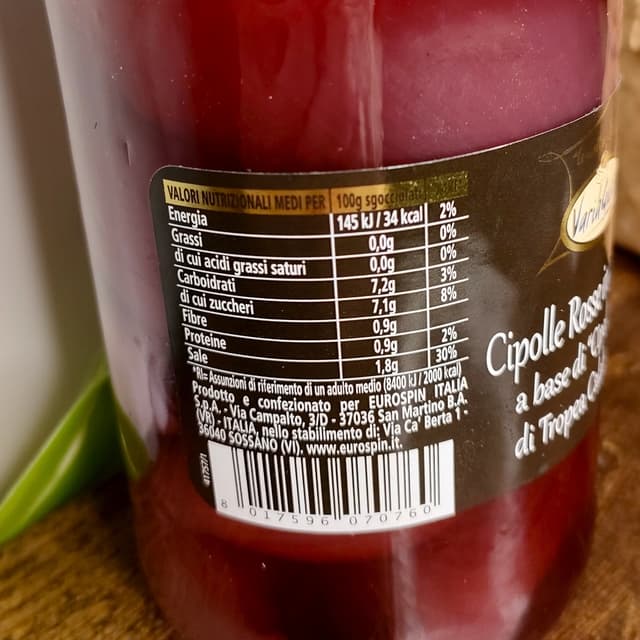 VALORI NUTRIZIONALI MEDI PER 100g sgocciolati
Energia 145 kJ / 34 kcal 2%
Grassi 0,0g 0%
di cui acidi grassi saturi 0,0g 0%
Carboidrati 7,2g 3%
di cui zuccheri 7,1g 8%
Fibre 0,9g
Proteine 0,9g 2%
Sale 1,8g 30%
*RI= Assunzioni di riferimento di un adulto medio (8400 kJ / 2000 kcal)
Prodotto e confezionato per EUROSPIN ITALIA
S.p.A. - Via Campalto, 3/D - 37036 San Martino B.A.
(VR) - ITALIA, nello stabilimento di: Via Ca' Berta 1 -
36040 SOSSANO (VI). www.eurospin.it.
8 017596 070760
Cipolle Rosse
a base di
di Tropea